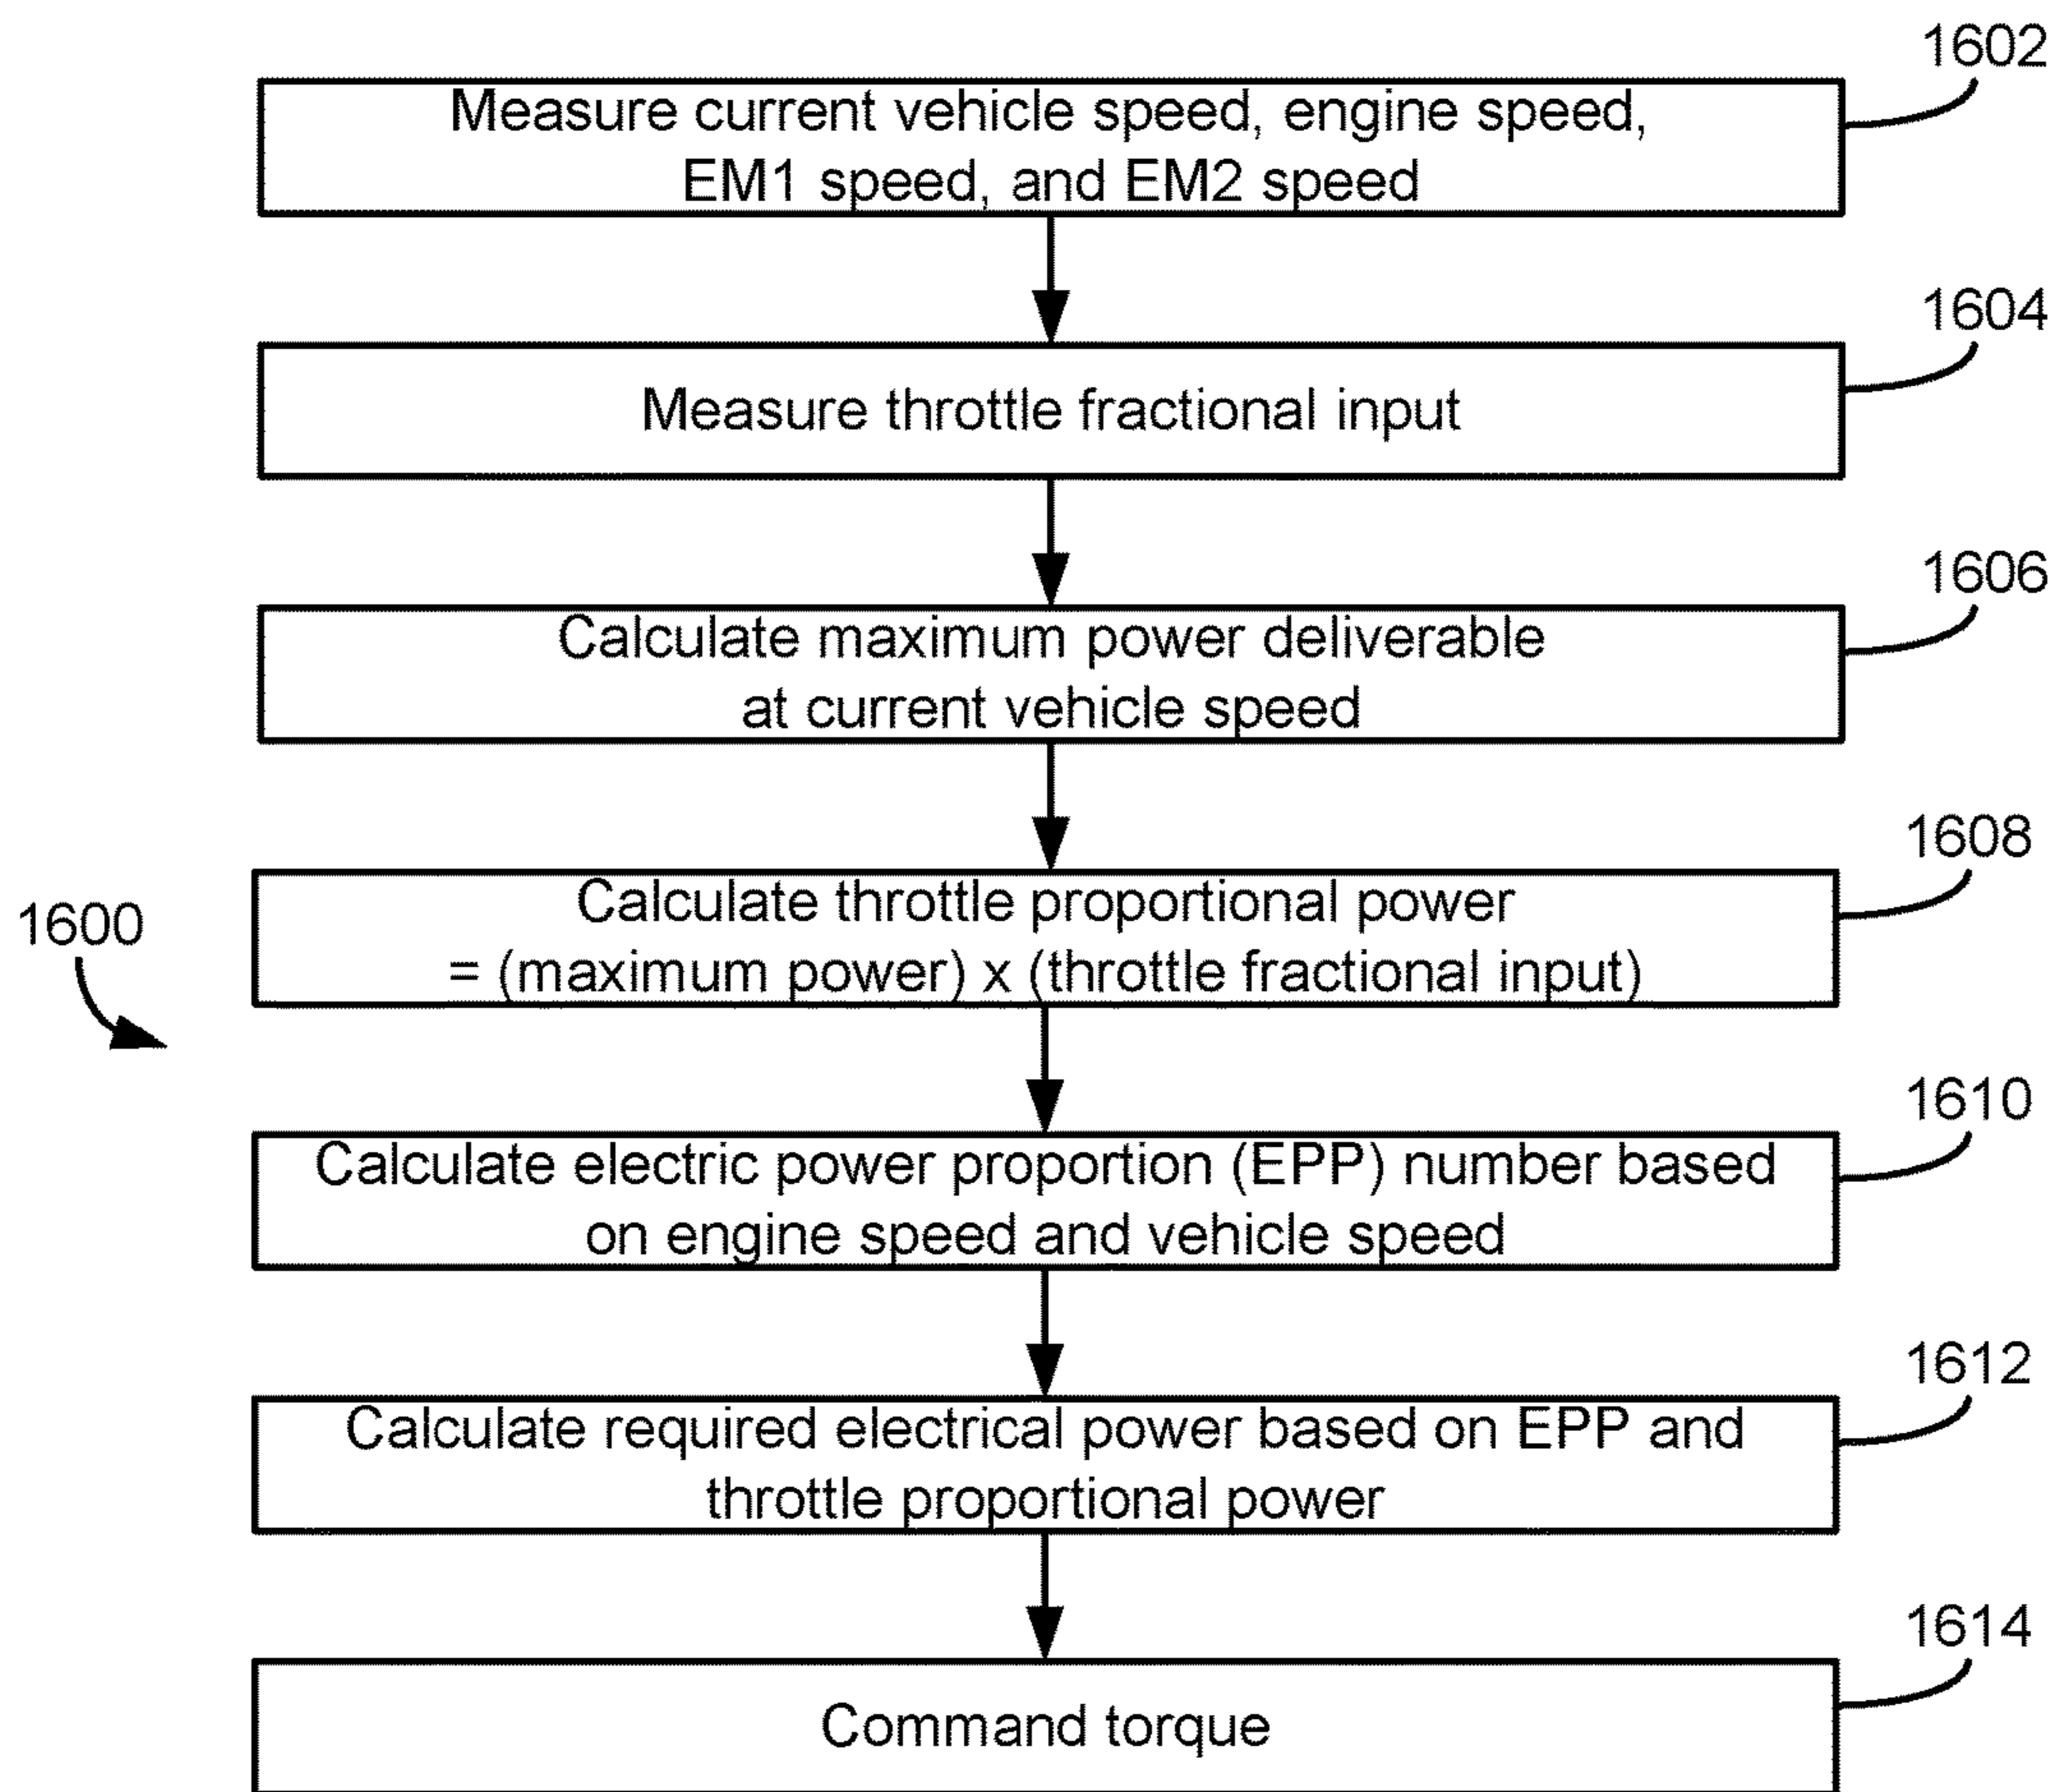 1602
Measure current vehicle speed, engine speed,
EM1 speed, and EM2 speed
1604
Measure throttle fractional input
1606
Calculate maximum power deliverable
at current vehicle speed
1608
Calculate throttle proportional power
= (maximum power) x (throttle fractional input)
1600
1610
Calculate electric power proportion (EPP) number based
on engine speed and vehicle speed
1612
Calculate required electrical power based on EPP and
throttle proportional power
1614
Command torque